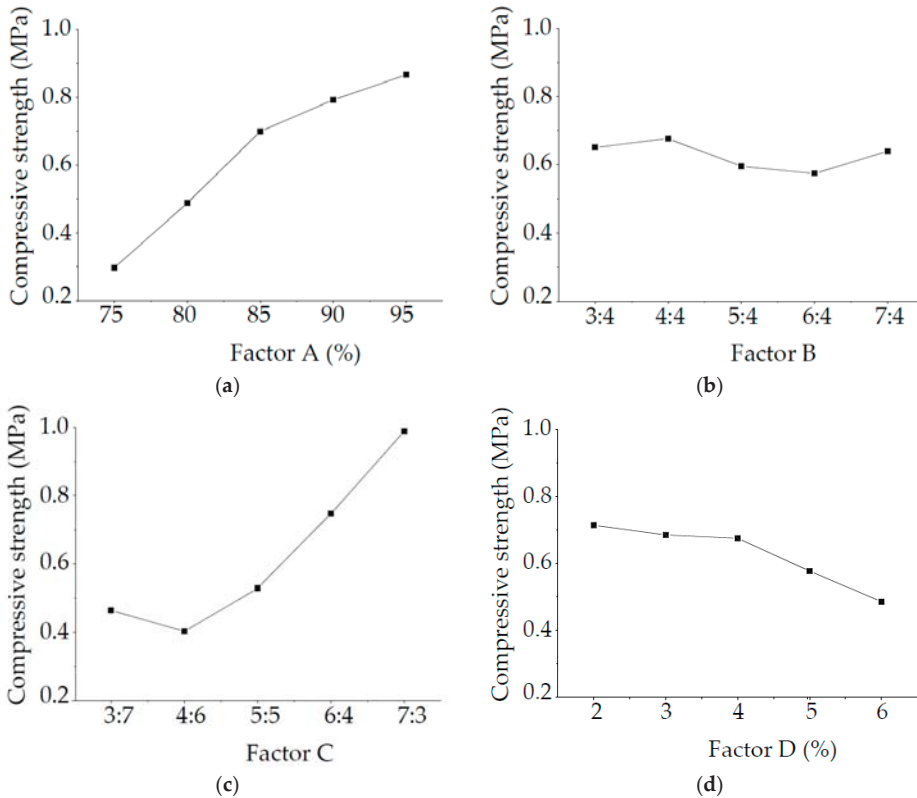 Compressive strength (MPa)
1.0
0.8
0.6
0.4
0.2
75 80 85 90 95
Factor A (%)
(a)
Compressive strength (MPa)
1.0
0.8
0.6
0.4
0.2
3:4 4:4 5:4 6:4 7:4
Factor B
(b)
Compressive strength (MPa)
1.0
0.8
0.6
0.4
0.2
3:7 4:6 5:5 6:4 7:3
Factor C
(c)
Compressive strength (MPa)
1.0
0.8
0.6
0.4
0.2
2 3 4 5 6
Factor D (%)
(d)